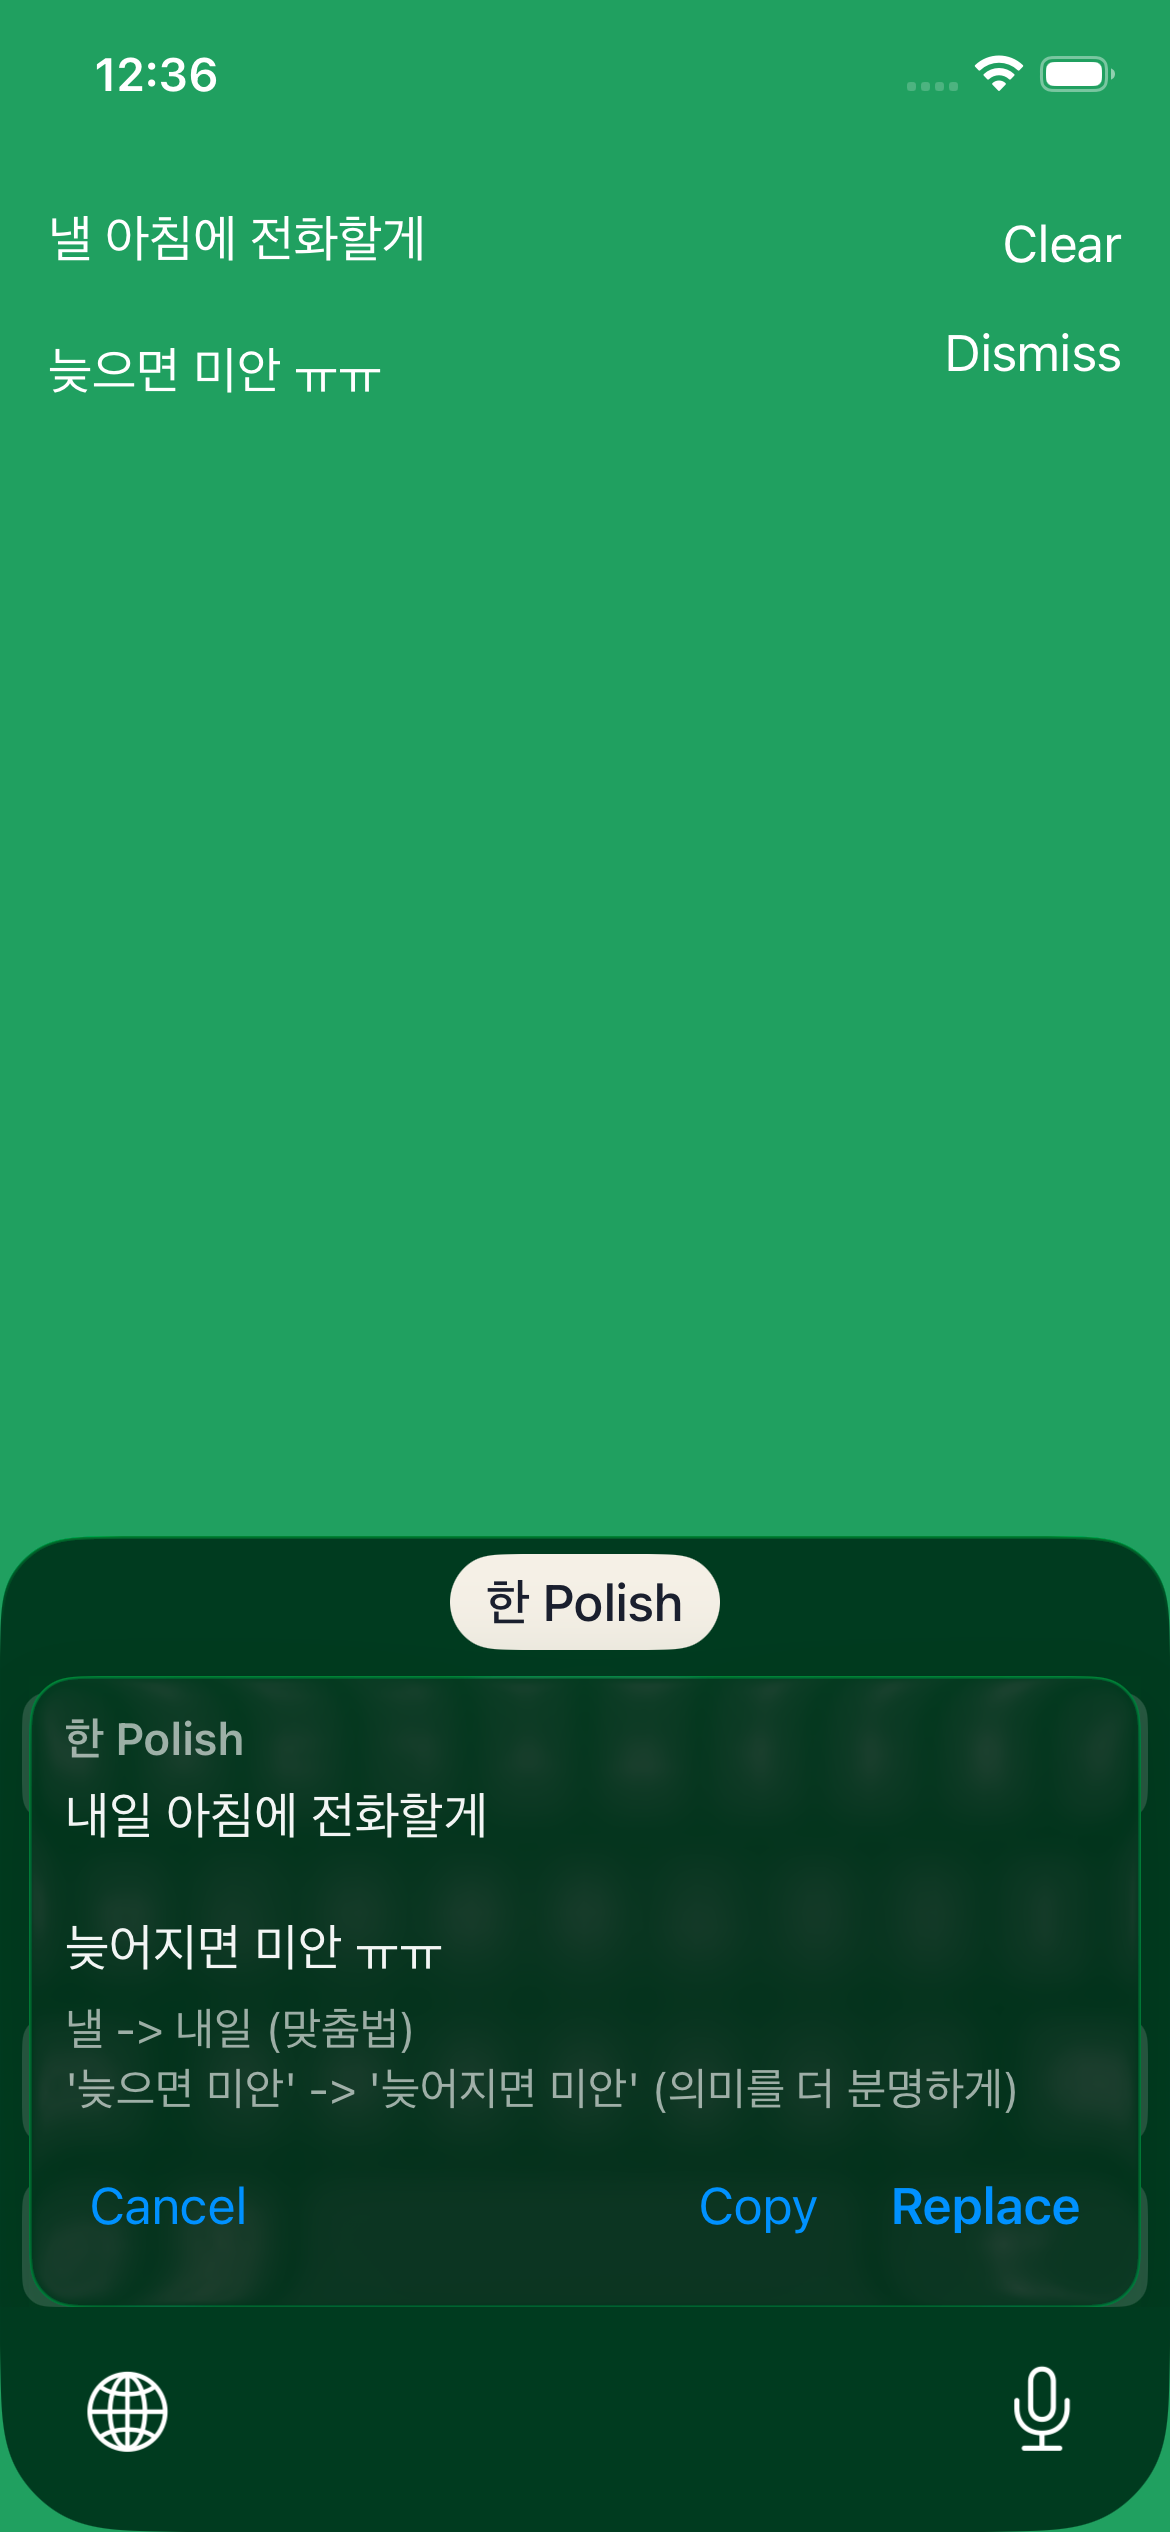 12:36
낼 아침에 전화할게
Clear
Dismiss
늦으면 미안 ㅠㅠ
한 Polish
한 Polish
내일 아침에 전화할게
늦어지면 미안 ㅠㅠ
낼 -> 내일 (맞춤법)
'늦으면 미안' -> '늦어지면 미안' (의미를 더 분명하게)
Cancel
Copy
Replace